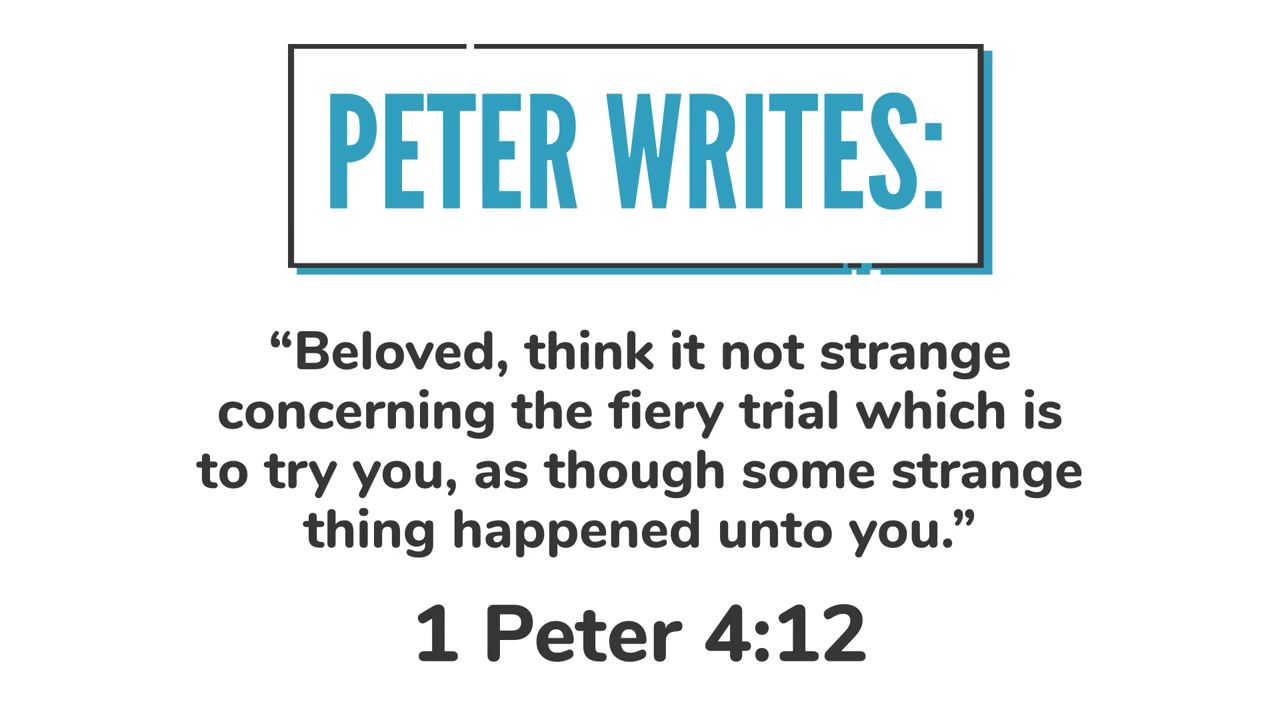 PETER WRITES:
“Beloved, think it not strange
concerning the fiery trial which is
to try you, as though some strange
thing happened unto you.”
1 Peter 4:12